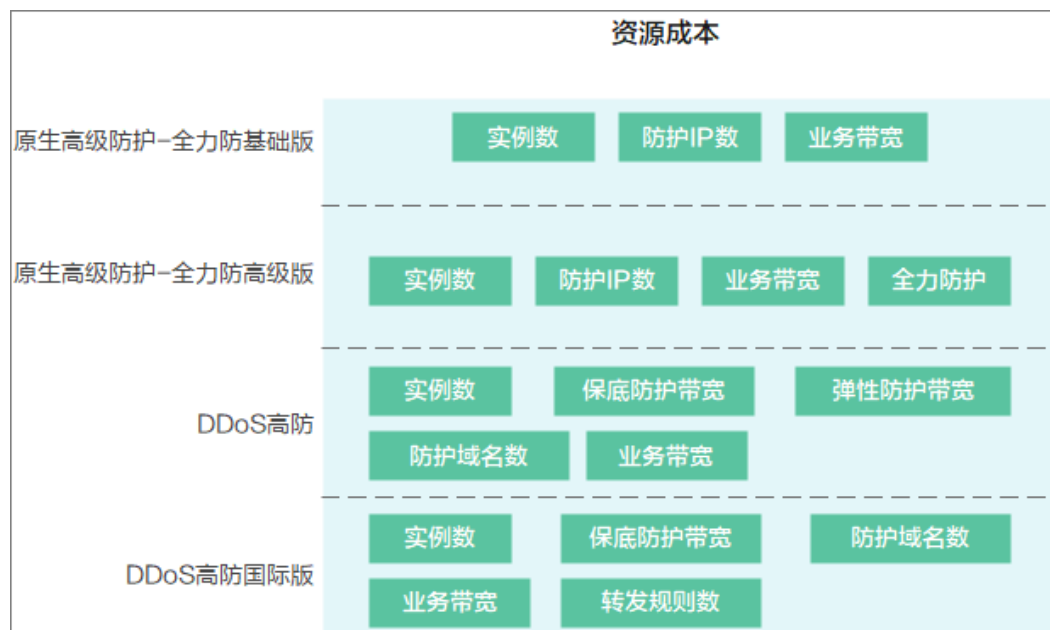 资源成本
原生高级防护-全力防基础版
实例数 防护IP数 业务带宽
原生高级防护-全力防高级版
实例数 防护IP数 业务带宽 全力防护
DDoS高防
实例数 保底防护带宽 弹性防护带宽
防护域名数 业务带宽
DDoS高防国际版
实例数 保底防护带宽 防护域名数
业务带宽 转发规则数